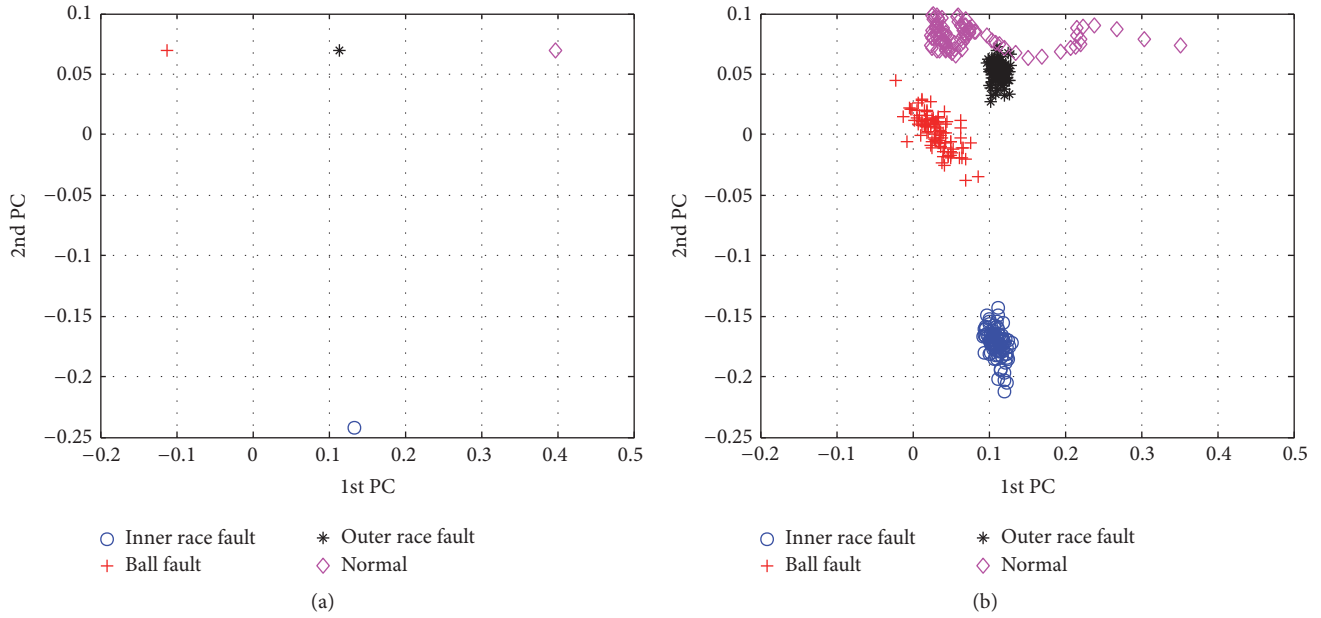 0.1
0.05
0
−0.05
−0.1
−0.15
−0.2
−0.25
2nd PC
−0.2 −0.1 0 0.1 0.2 0.3 0.4 0.5
1st PC
Inner race fault
Outer race fault
Ball fault
Normal
(a)
0.1
0.05
0
−0.05
−0.1
−0.15
−0.2
−0.25
2nd PC
−0.2 −0.1 0 0.1 0.2 0.3 0.4 0.5
1st PC
Inner race fault
Outer race fault
Ball fault
Normal
(b)